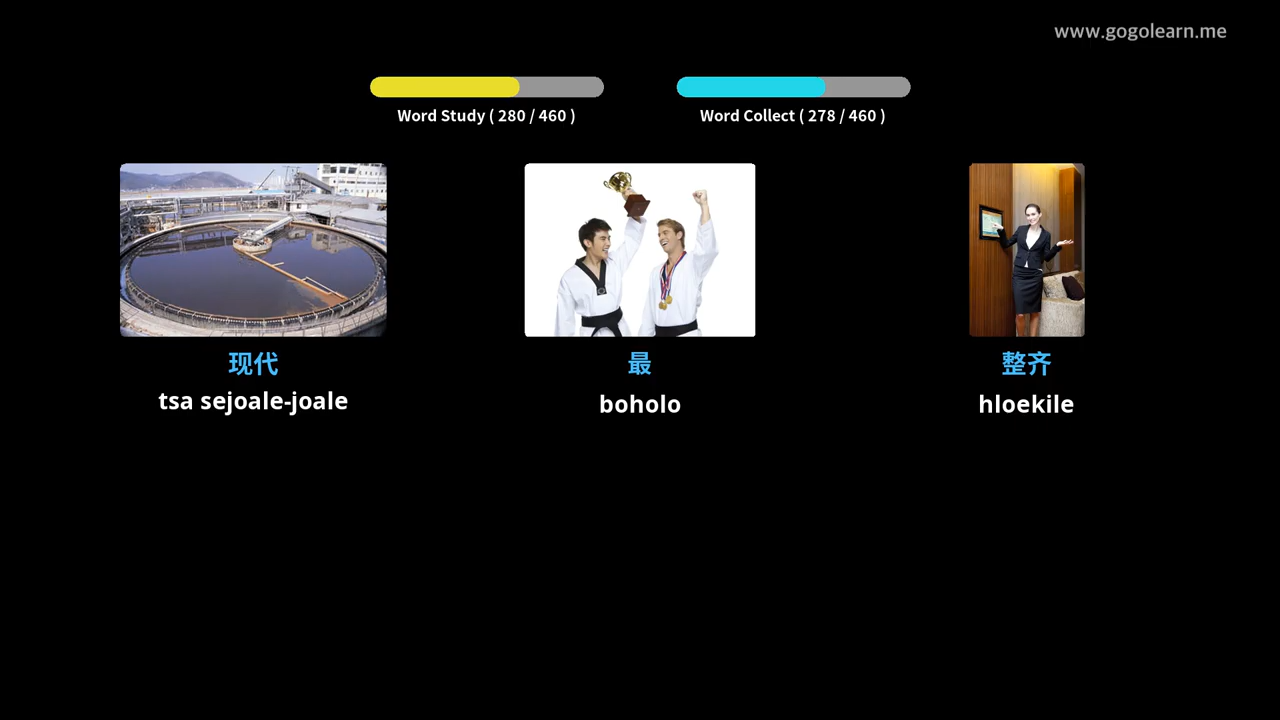 www.gogolearn.me
Word Study ( 280 / 460 )
Word Collect ( 278 / 460 )
现代
tsa sejoale-joale
最
boholo
整齐
hloekile